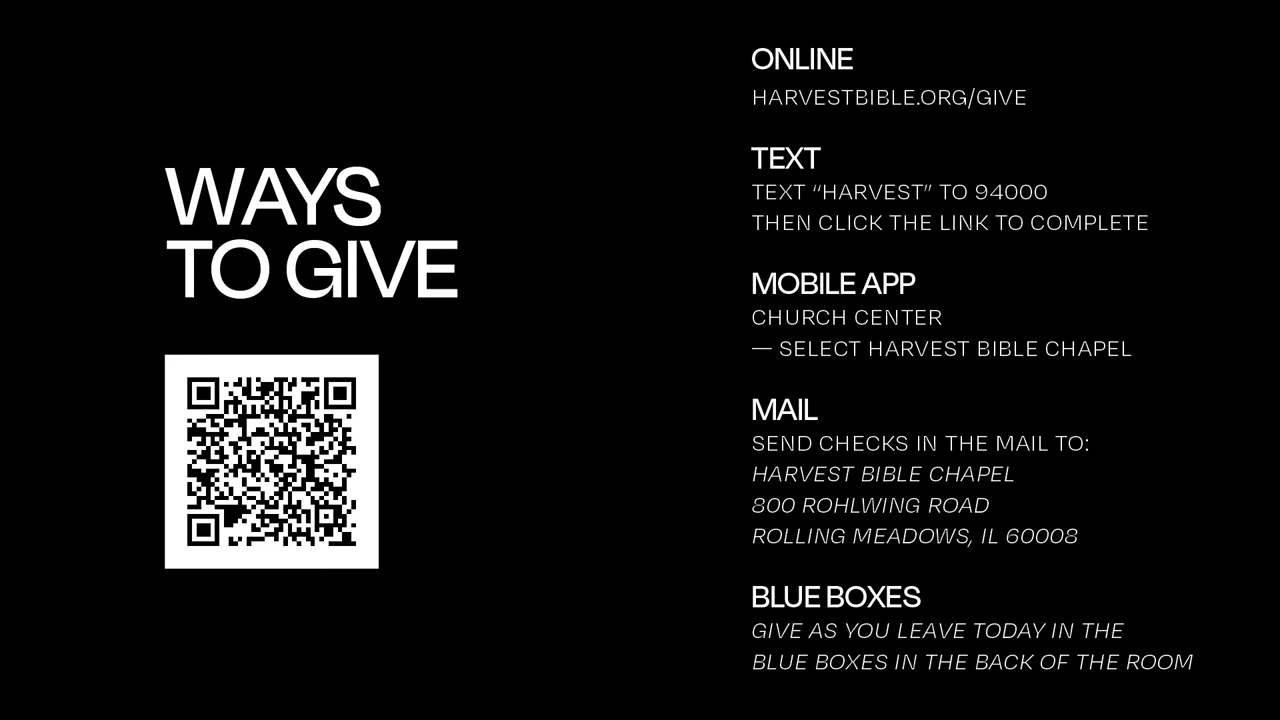 WAYS
TO GIVE
ONLINE
HARVESTBIBLE.ORG/GIVE
TEXT
TEXT “HARVEST” TO 94000
THEN CLICK THE LINK TO COMPLETE
MOBILE APP
CHURCH CENTER
— SELECT HARVEST BIBLE CHAPEL
MAIL
SEND CHECKS IN THE MAIL TO:
HARVEST BIBLE CHAPEL
800 ROHLWING ROAD
ROLLING MEADOWS, IL 60008
BLUE BOXES
GIVE AS YOU LEAVE TODAY IN THE
BLUE BOXES IN THE BACK OF THE ROOM